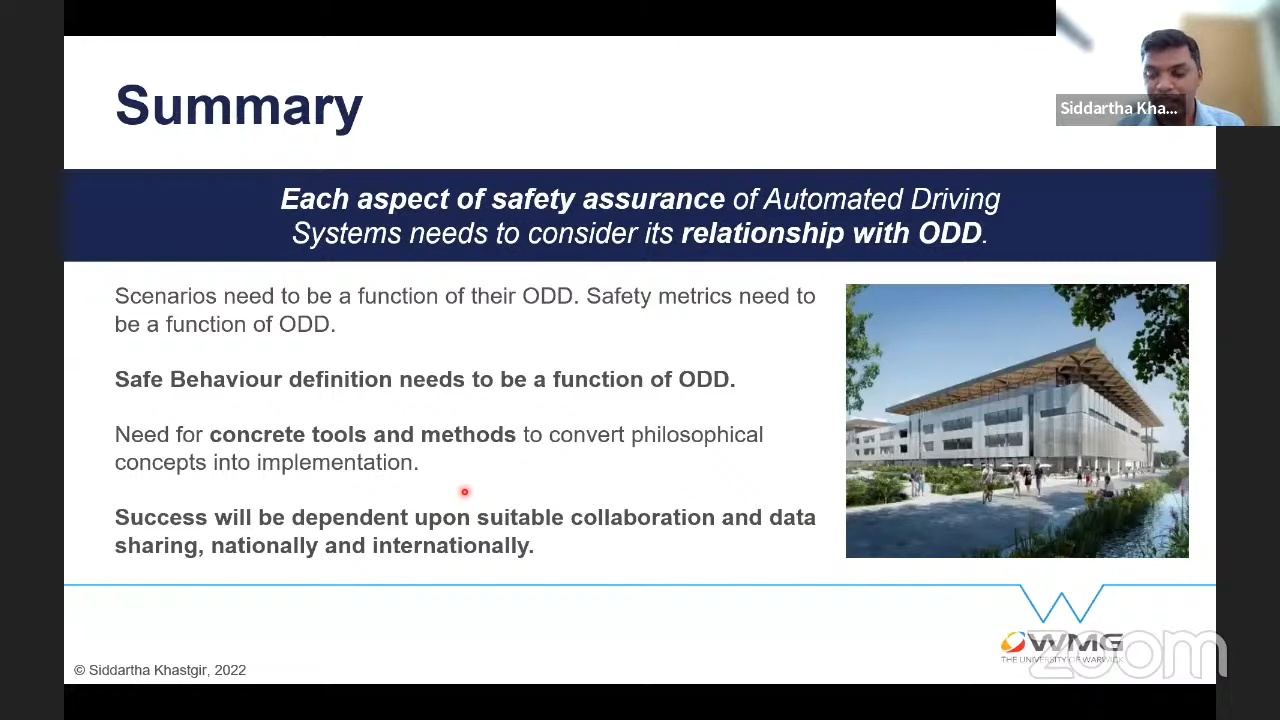 Summary
Siddartha Kha...
Each aspect of safety assurance of Automated Driving
Systems needs to consider its relationship with ODD.
Scenarios need to be a function of their ODD. Safety metrics need to
be a function of ODD.
Safe Behaviour definition needs to be a function of ODD.
Need for concrete tools and methods to convert philosophical
concepts into implementation.
Success will be dependent upon suitable collaboration and data
sharing, nationally and internationally.
WMG
THE UNIVERSITY OF WARWICK
zoom
© Siddartha Khastgir, 2022